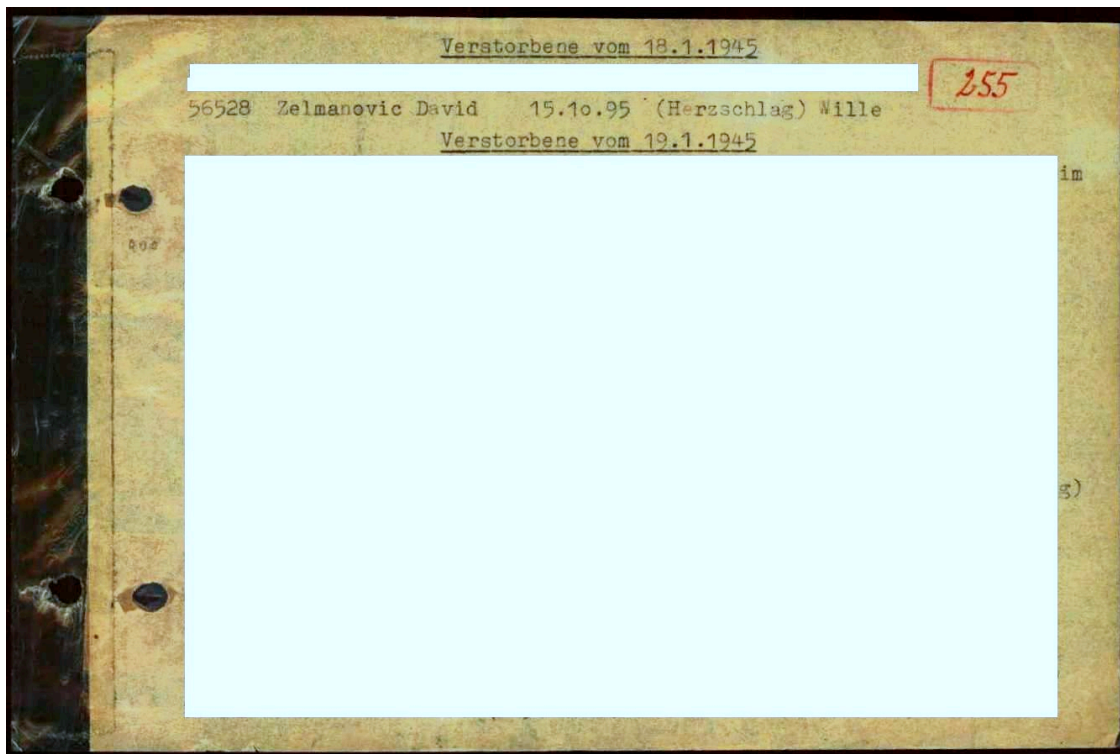 Verstorbene vom 18.1.1945
255
56528 Zelmanovic David 15.1o.95 (Herzschlag) Wille
Verstorbene vom 19.1.1945
im
g)